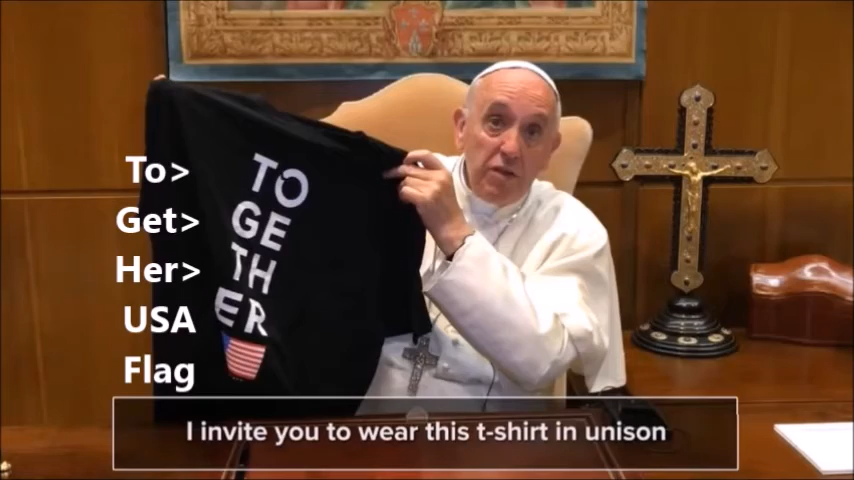 To>
Get>
Her>
USA
Flag
TO
GE
TH
ER
I invite you to wear this t-shirt in unison